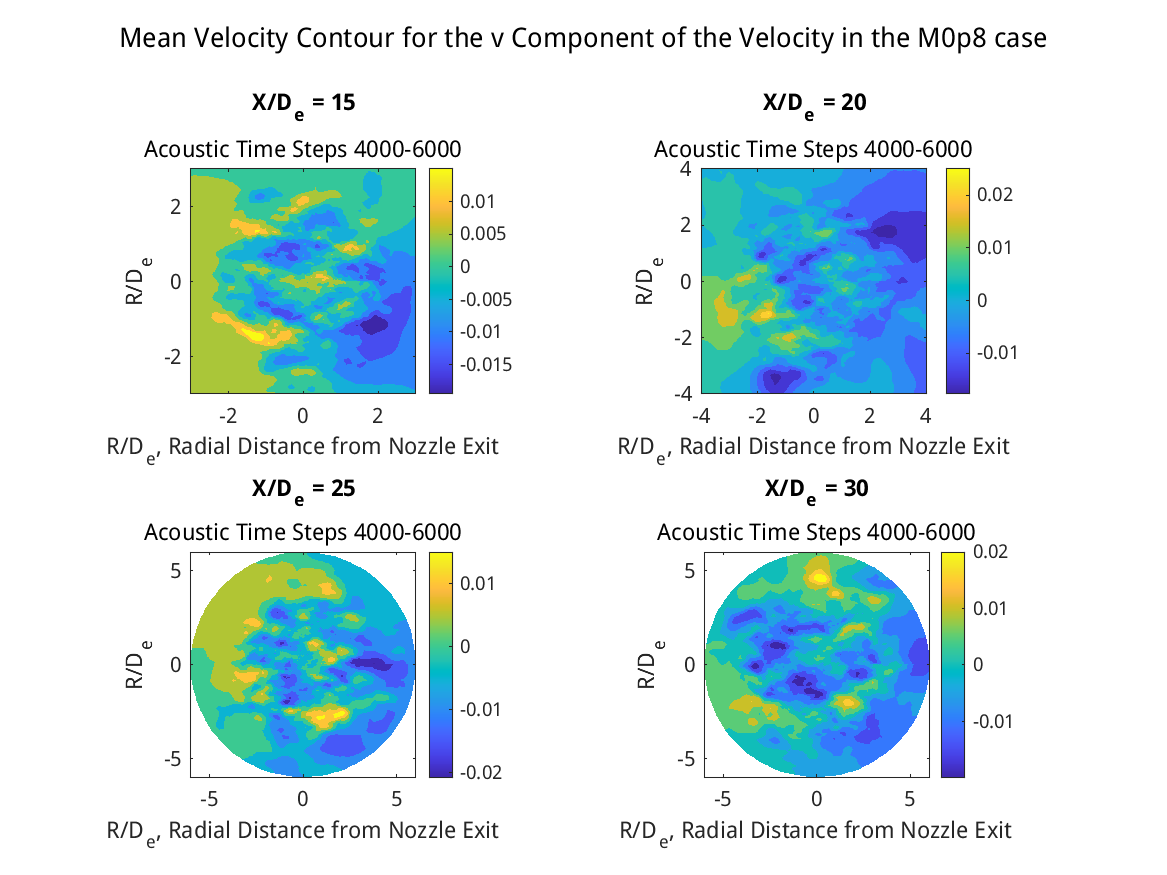 Mean Velocity Contour for the v Component of the Velocity in the M0p8 case
X/De = 15
Acoustic Time Steps 4000-6000
2
0
-2
R/De
-2 0 2
R/De, Radial Distance from Nozzle Exit
0.01
0.005
0
-0.005
-0.01
-0.015
X/De = 20
Acoustic Time Steps 4000-6000
4
2
0
-2
-4
R/De
-4 -2 0 2 4
R/De, Radial Distance from Nozzle Exit
0.02
0.01
0
-0.01
X/De = 25
Acoustic Time Steps 4000-6000
5
0
-5
R/De
-5 0 5
R/De, Radial Distance from Nozzle Exit
0.01
0
-0.01
-0.02
X/De = 30
Acoustic Time Steps 4000-6000
5
0
-5
R/De
-5 0 5
R/De, Radial Distance from Nozzle Exit
0.02
0.01
0
-0.01